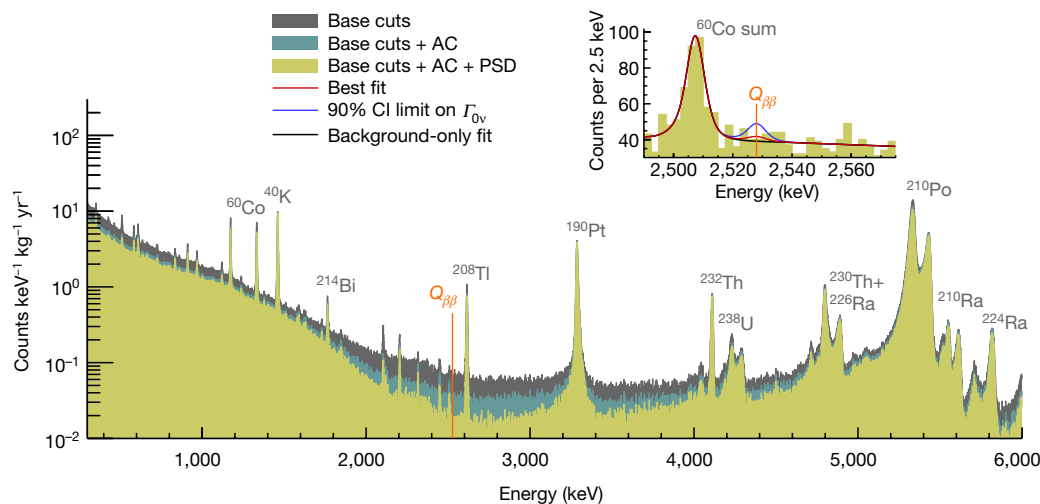 Base cuts
Base cuts + AC
Base cuts + AC + PSD
Best fit
90% CI limit on Γ0ν
Background-only fit
Counts per 2.5 keV
100
80
60
40
60Co sum
Qββ
2,500
2,520
2,540
2,560
Energy (keV)
Counts keV−1 kg−1 yr−1
10²
10¹
10⁰
10−1
10−2
60Co
40K
214Bi
Qββ
208Tl
190Pt
232Th
238U
230Th+
226Ra
210Po
210Ra
224Ra
1,000
2,000
3,000
4,000
5,000
6,000
Energy (keV)